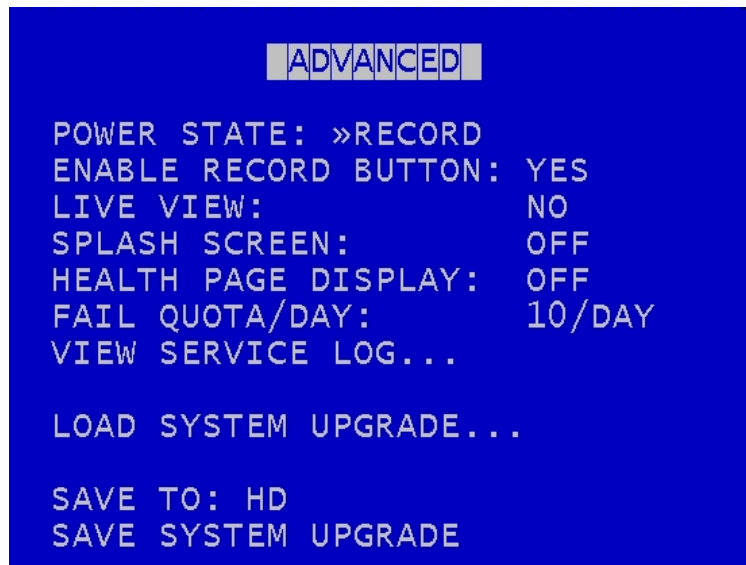 ADVANCED
POWER STATE: »RECORD
ENABLE RECORD BUTTON: YES
LIVE VIEW: NO
SPLASH SCREEN: OFF
HEALTH PAGE DISPLAY: OFF
FAIL QUOTA/DAY: 10/DAY
VIEW SERVICE LOG...
LOAD SYSTEM UPGRADE...
SAVE TO: HD
SAVE SYSTEM UPGRADE